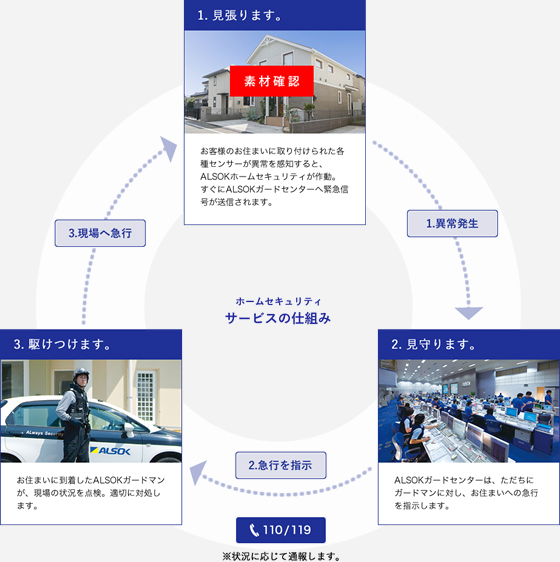 1. 見張ります。
素材確認
お客様のお住まいに取り付けられた各
種センサーが異常を感知すると、
ALSOKホームセキュリティが作動。
すぐにALSOKガードセンターへ緊急信
号が送信されます。
3.現場へ急行
1.異常発生
ホームセキュリティ
サービスの仕組み
3. 駆けつけます。
ALways Security
ALSOK
お住まいに到着したALSOKガードマン
が、現場の状況を点検。適切に対処し
ます。
2. 見守ります。
ALSOKガードセンターは、ただちに
ガードマンに対し、お住まいへの急行
を指示します。
2.急行を指示
110/119
※状況に応じて通報します。